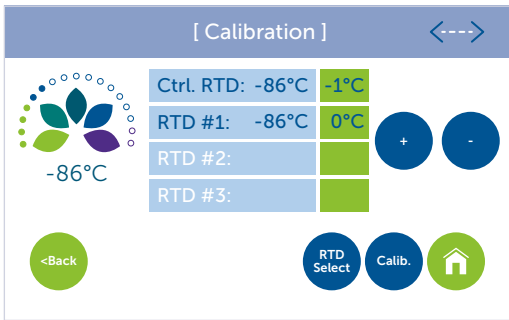 [ Calibration ]
<---->
Ctrl. RTD: -86°C -1°C
RTD #1: -86°C 0°C
RTD #2:
RTD #3:
-86°C
+ -
<Back
RTD
Select
Calib.